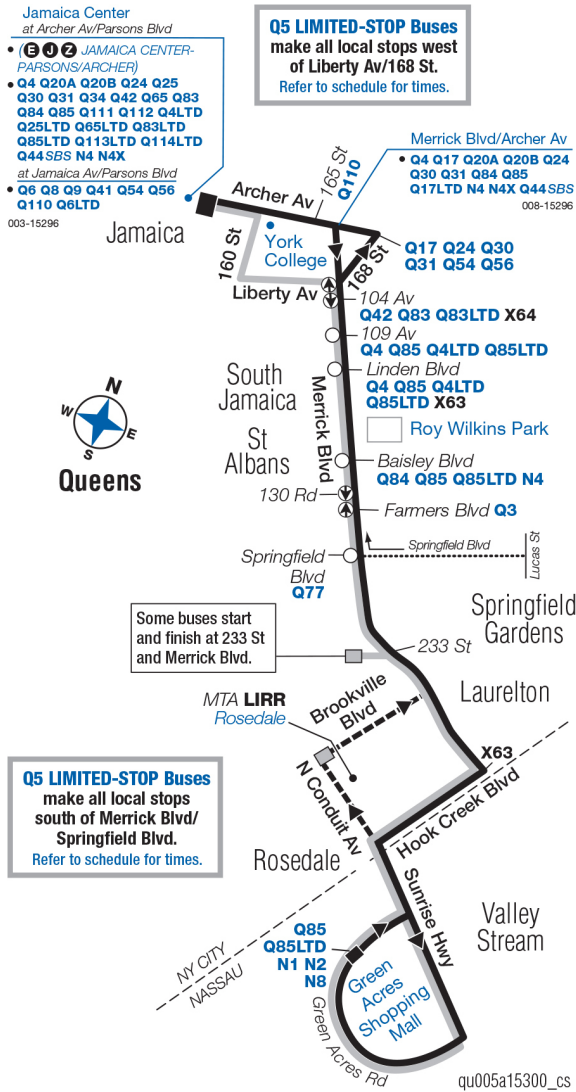 Jamaica Center
at Archer Av/Parsons Blvd
• (E J Z JAMAICA CENTER-
PARSONS/ARCHER)
• Q4 Q20A Q20B Q24 Q25
Q30 Q31 Q34 Q42 Q65 Q83
Q84 Q85 Q111 Q112 Q4LTD
Q25LTD Q65LTD Q83LTD
Q85LTD Q113LTD Q114LTD
Q44SBS N4 N4X
at Jamaica Av/Parsons Blvd
• Q6 Q8 Q9 Q41 Q54 Q56
Q110 Q6LTD
003-15296
Q5 LIMITED-STOP Buses
make all local stops west
of Liberty Av/168 St.
Refer to schedule for times.
Merrick Blvd/Archer Av
• Q4 Q17 Q20A Q20B Q24
Q30 Q31 Q84 Q85
Q17LTD N4 N4X Q44SBS
008-15296
165 St
Q110
Archer Av
Jamaica
160 St
York
College
168 St
Q17 Q24 Q30
Q31 Q54 Q56
Liberty Av
104 Av
Q42 Q83 Q83LTD X64
109 Av
Q4 Q85 Q4LTD Q85LTD
Linden Blvd
Q4 Q85 Q4LTD
Q85LTD X63
South
Jamaica
Merrick Blvd
Roy Wilkins Park
N
W
E
S
Queens
St
Albans
Baisley Blvd
Q84 Q85 Q85LTD N4
130 Rd
Farmers Blvd Q3
Springfield Blvd
Lucas St
Springfield
Blvd
Q77
Springfield
Gardens
Some buses start
and finish at 233 St
and Merrick Blvd.
233 St
Laurelton
MTA LIRR
Rosedale
Brookville
Blvd
X63
N Conduit Av
Hook Creek Blvd
Q5 LIMITED-STOP Buses
make all local stops
south of Merrick Blvd/
Springfield Blvd.
Refer to schedule for times.
Rosedale
Sunrise Hwy
Valley
Stream
Q85
Q85LTD
N1 N2
N8
NY CITY
NASSAU
Green
Acres
Shopping
Mall
Green Acres Rd
qu005a15300_cs